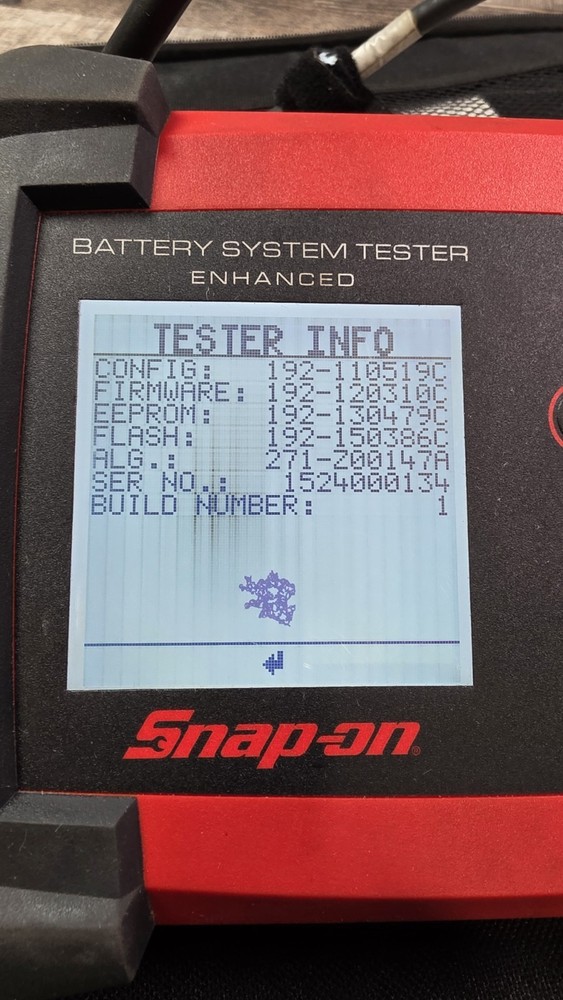 BATTERY SYSTEM TESTER
ENHANCED
TESTER INFO
CONFIG: 192-110519C
FIRMWARE: 192-120310C
EEPROM: 192-130479C
FLASH: 192-150386C
ALG.: 271-Z00147A
SER NO.: 1524000134
BUILD NUMBER: 1
Snap-on®